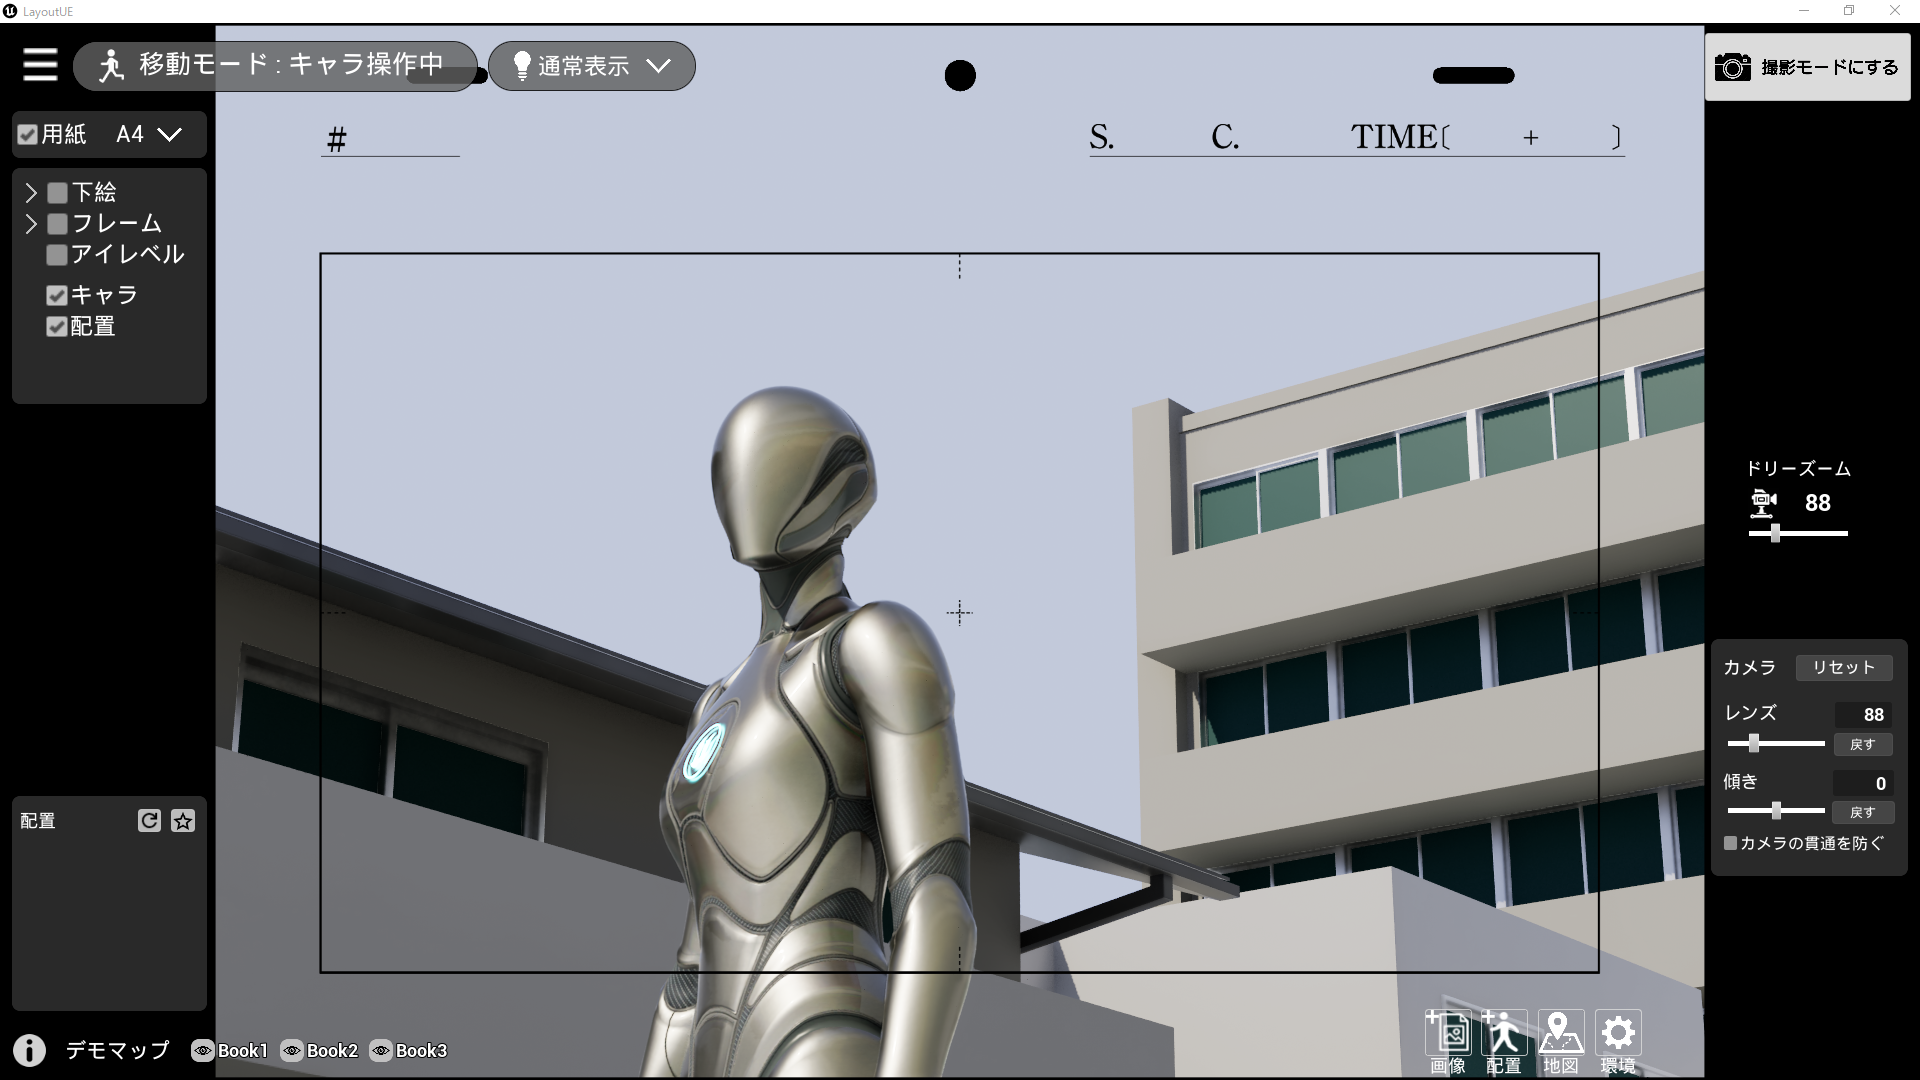 LayoutUE
移動モード : キャラ操作中
通常表示
撮影モードにする
用紙 A4
# S. C. TIME〔 + 〕
下絵
フレーム
アイレベル
キャラ
配置
ドリーズーム
88
カメラ リセット
レンズ 88
戻す
傾き 0
戻す
カメラの貫通を防ぐ
配置
デモマップ Book1 Book2 Book3
画像 配置 地図 環境